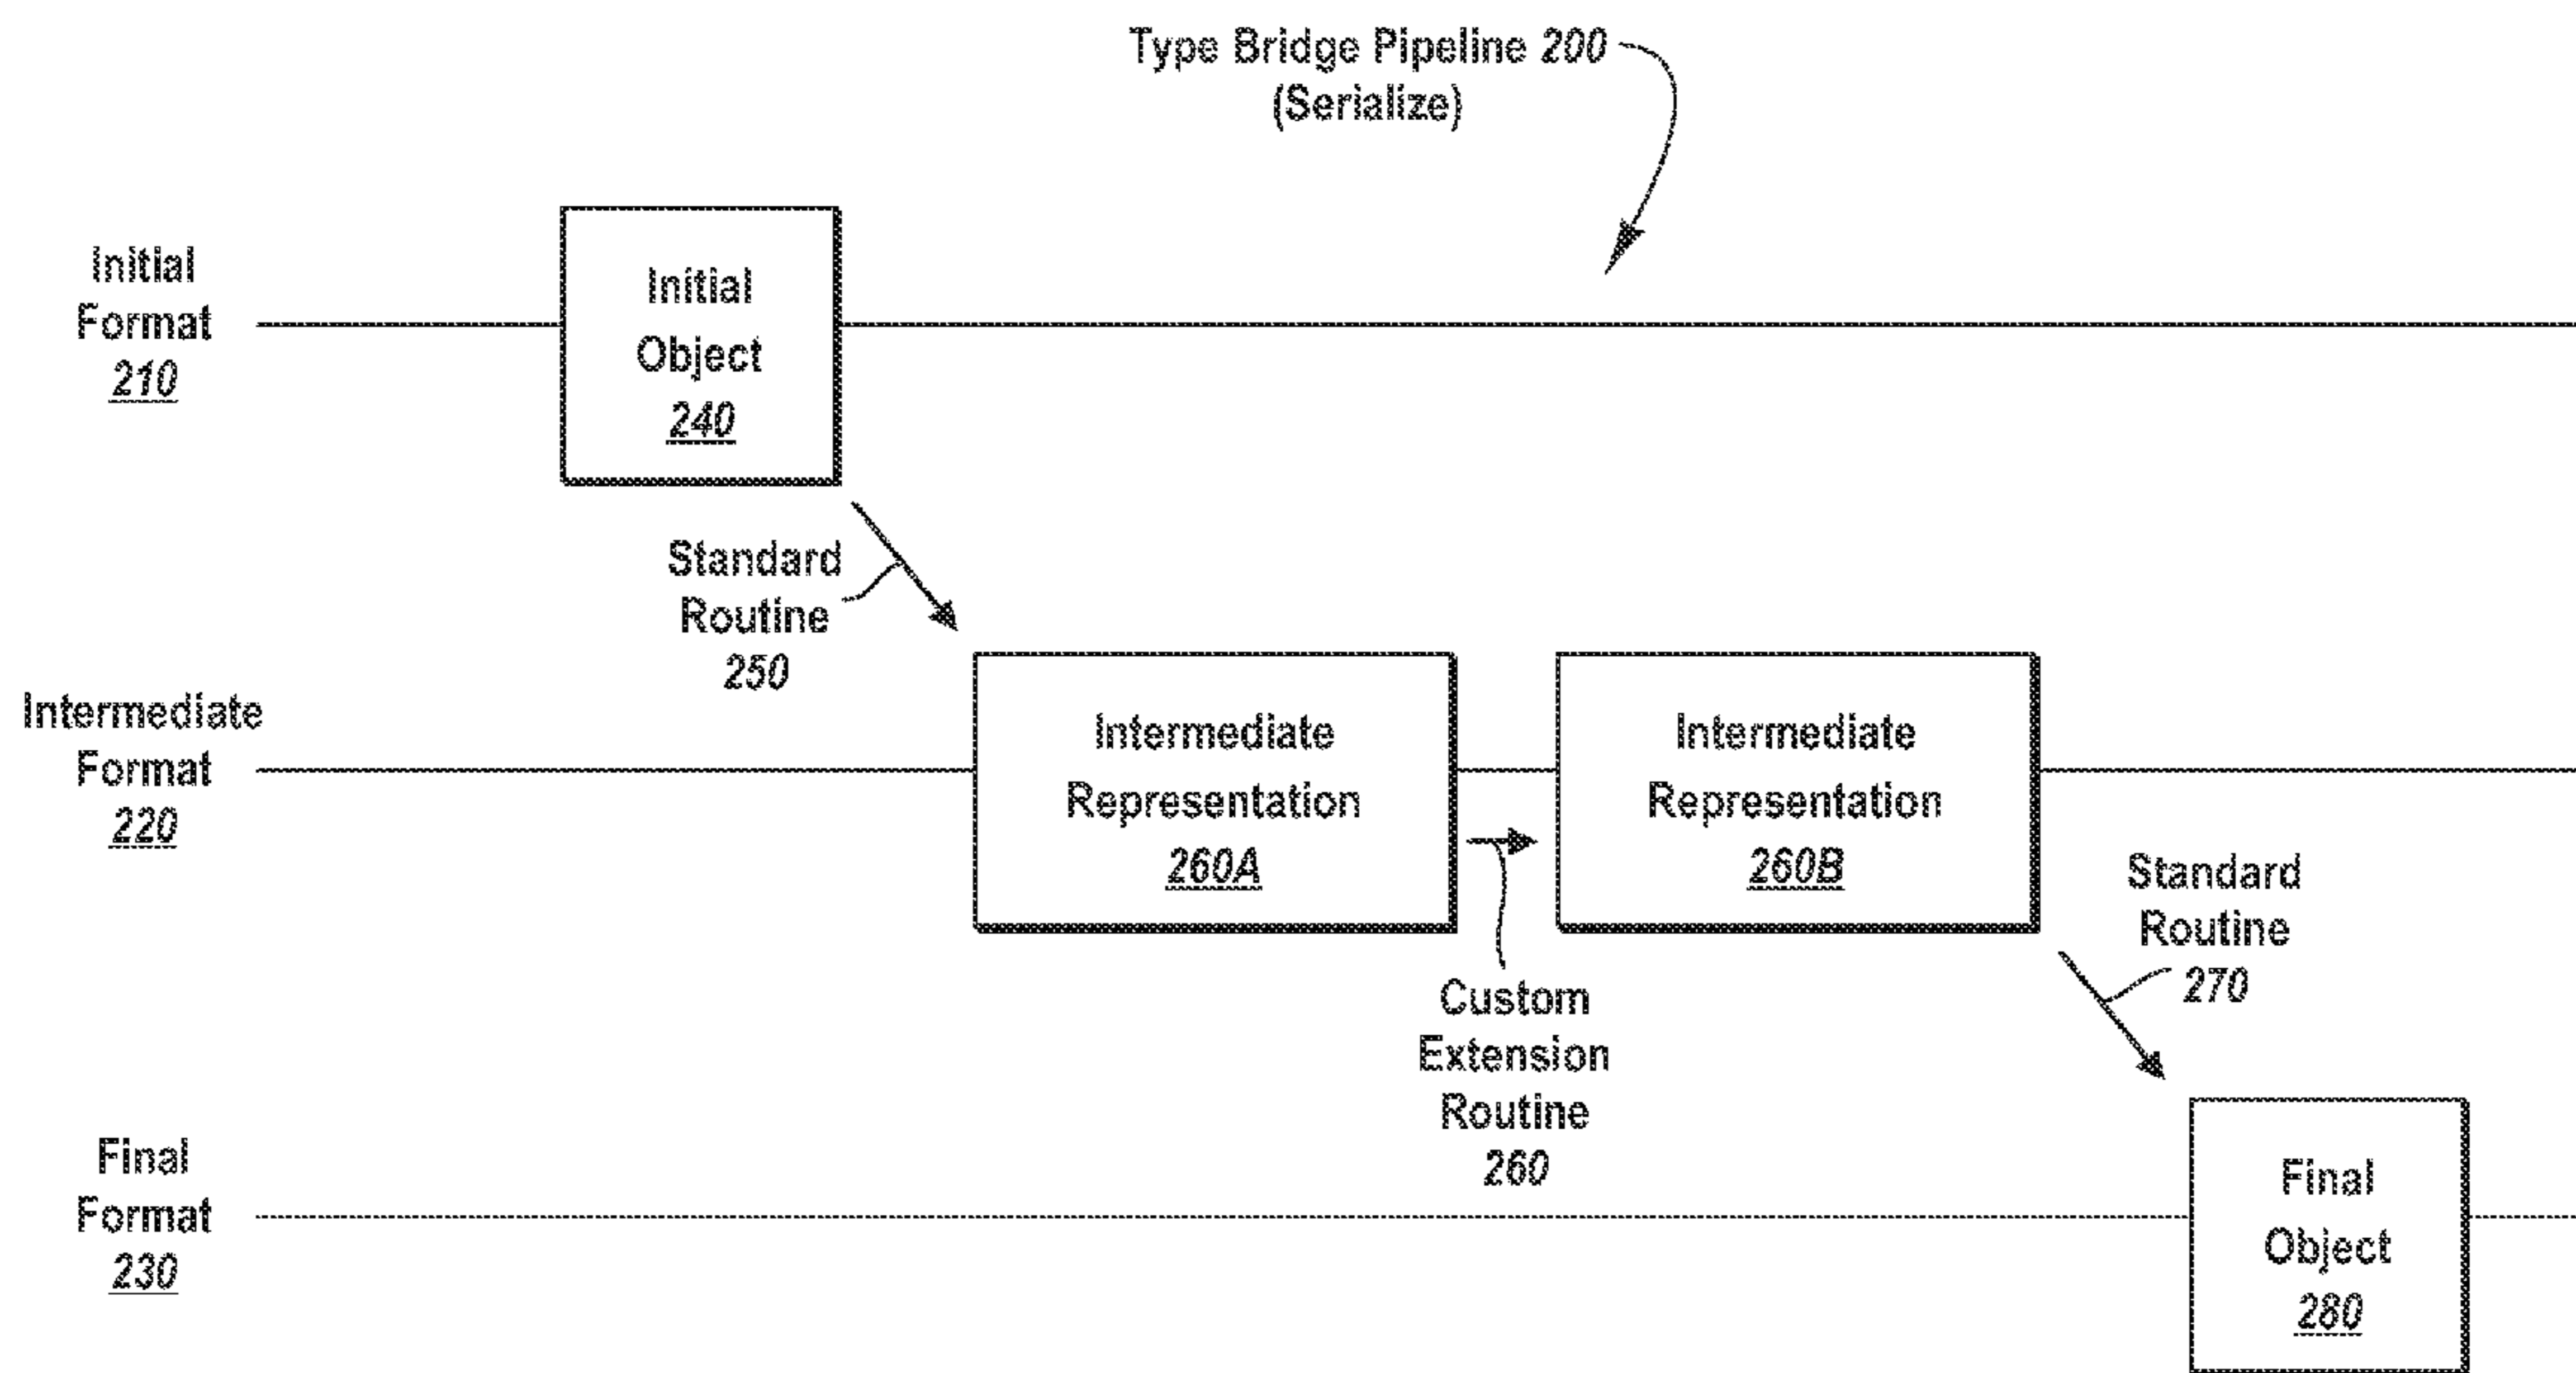 Type Bridge Pipeline 200
(Serialize)
Initial
Format
210
Initial
Object
240
Standard
Routine
250
Intermediate
Format
220
Intermediate
Representation
260A
Intermediate
Representation
260B
Custom
Extension
Routine
260
Standard
Routine
270
Final
Format
230
Final
Object
280